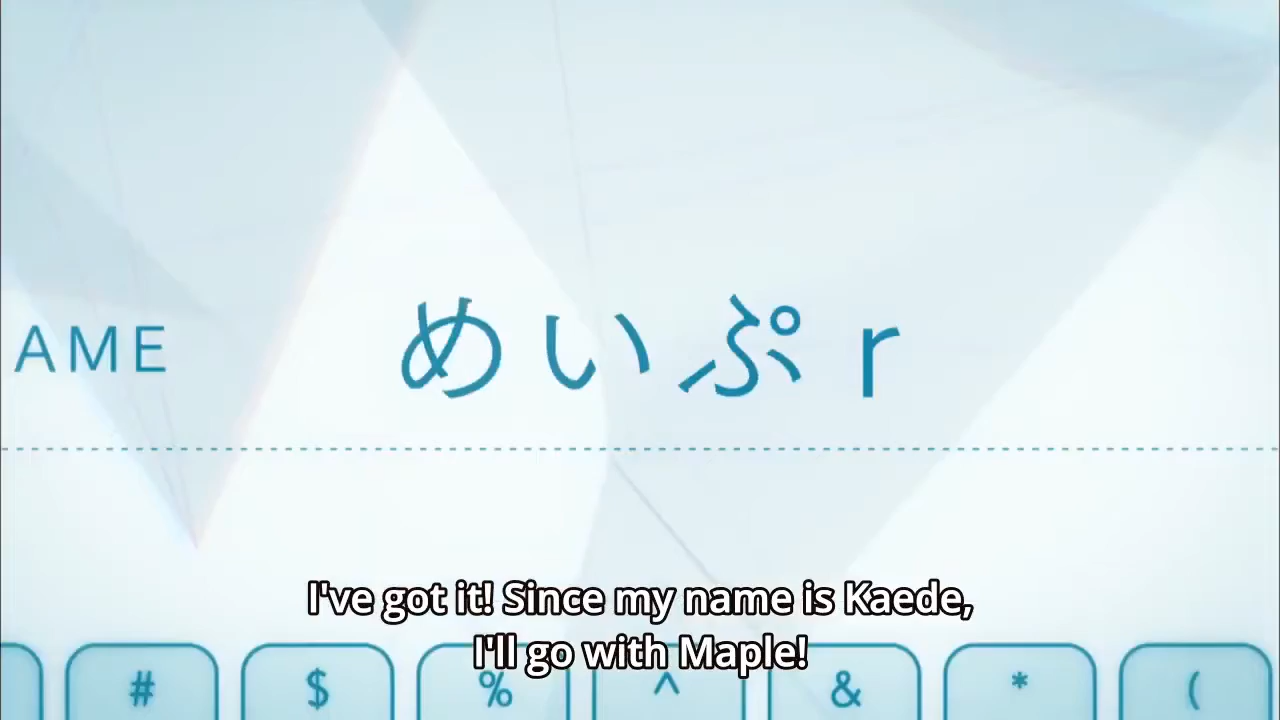 AME めいぷr
I've got it! Since my name is Kaede,
I'll go with Maple!
# $ % ^ & * (